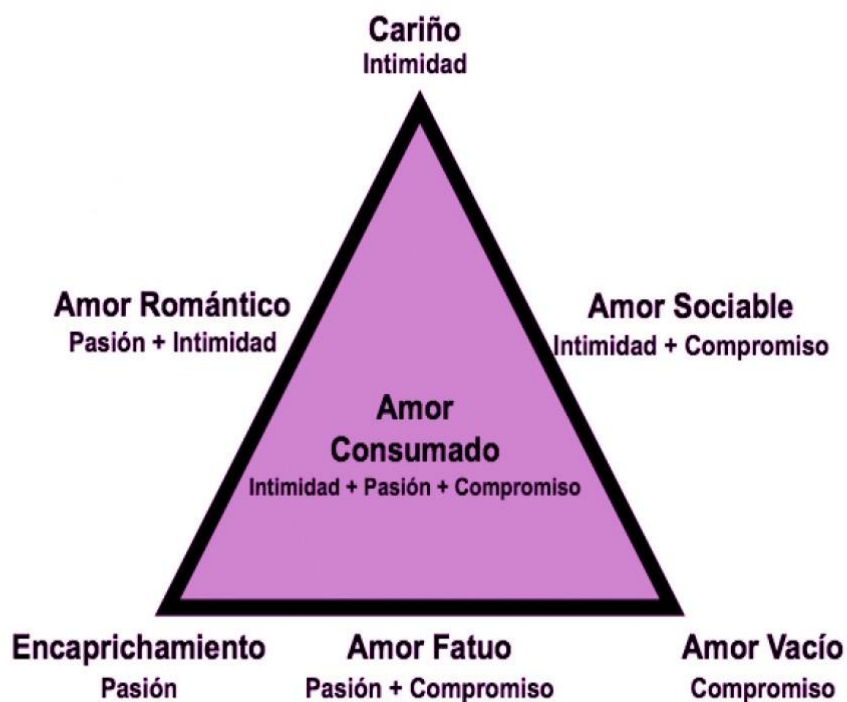 Cariño
Intimidad
Amor Romántico
Pasión + Intimidad
Amor Sociable
Intimidad + Compromiso
Amor
Consumado
Intimidad + Pasión + Compromiso
Encaprichamiento
Pasión
Amor Fatuo
Pasión + Compromiso
Amor Vacío
Compromiso